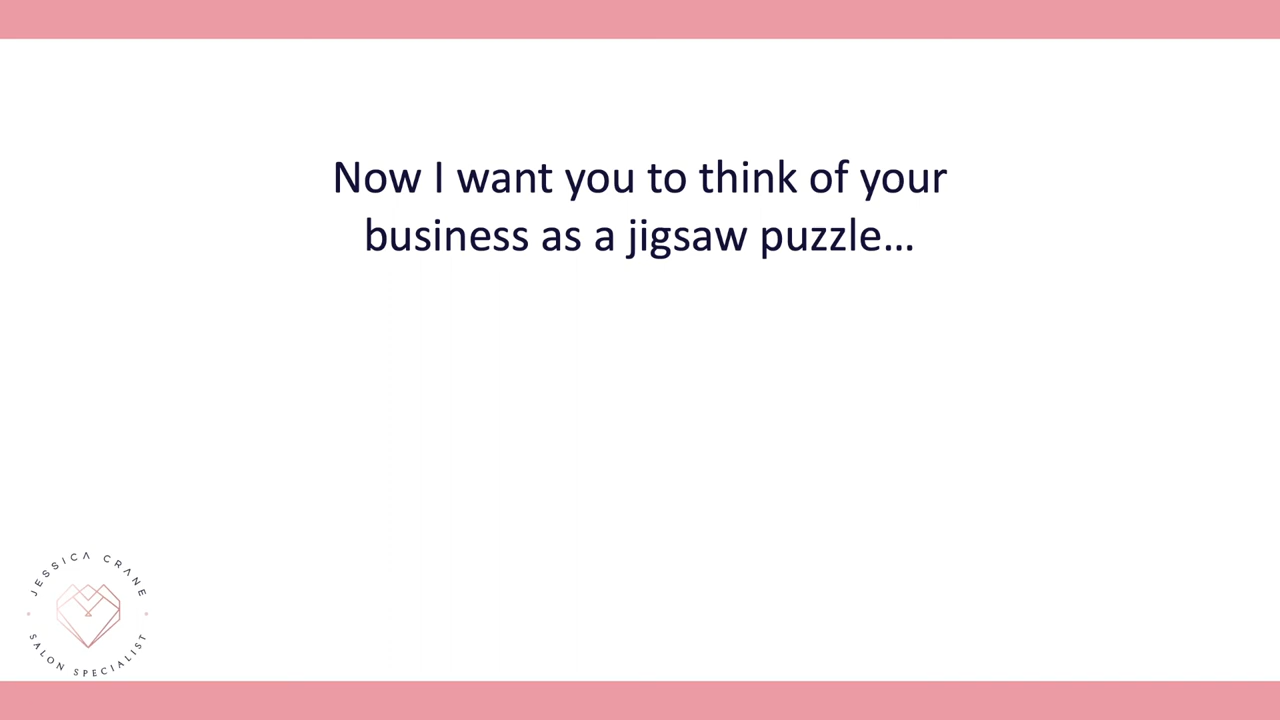 Now I want you to think of your
business as a jigsaw puzzle...
JESSICA CRANE
SALON SPECIALIST